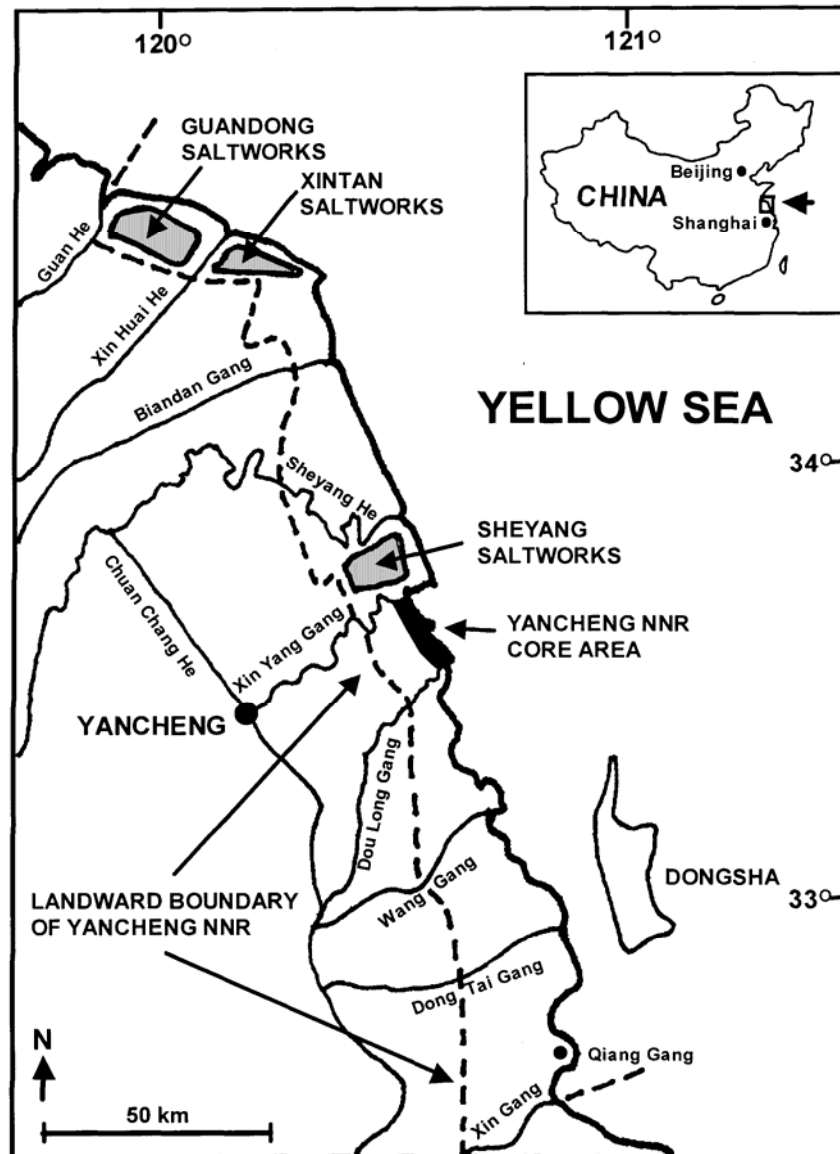 120°
121°
GUANDONG
SALTWORKS
XINTAN
SALTWORKS
Beijing
CHINA
Shanghai
Guan He
Xin Huai He
Biandan Gang
YELLOW SEA
34°
Sheyang He
SHEYANG
SALTWORKS
Chuan Chang He
Xin Yang Gang
YANCHENG NNR
CORE AREA
YANCHENG
Dou Long Gang
LANDWARD BOUNDARY
OF YANCHENG NNR
Wang Gang
DONGSHA
33°
Dong Tai Gang
N
Qiang Gang
Xin Gang
50 km